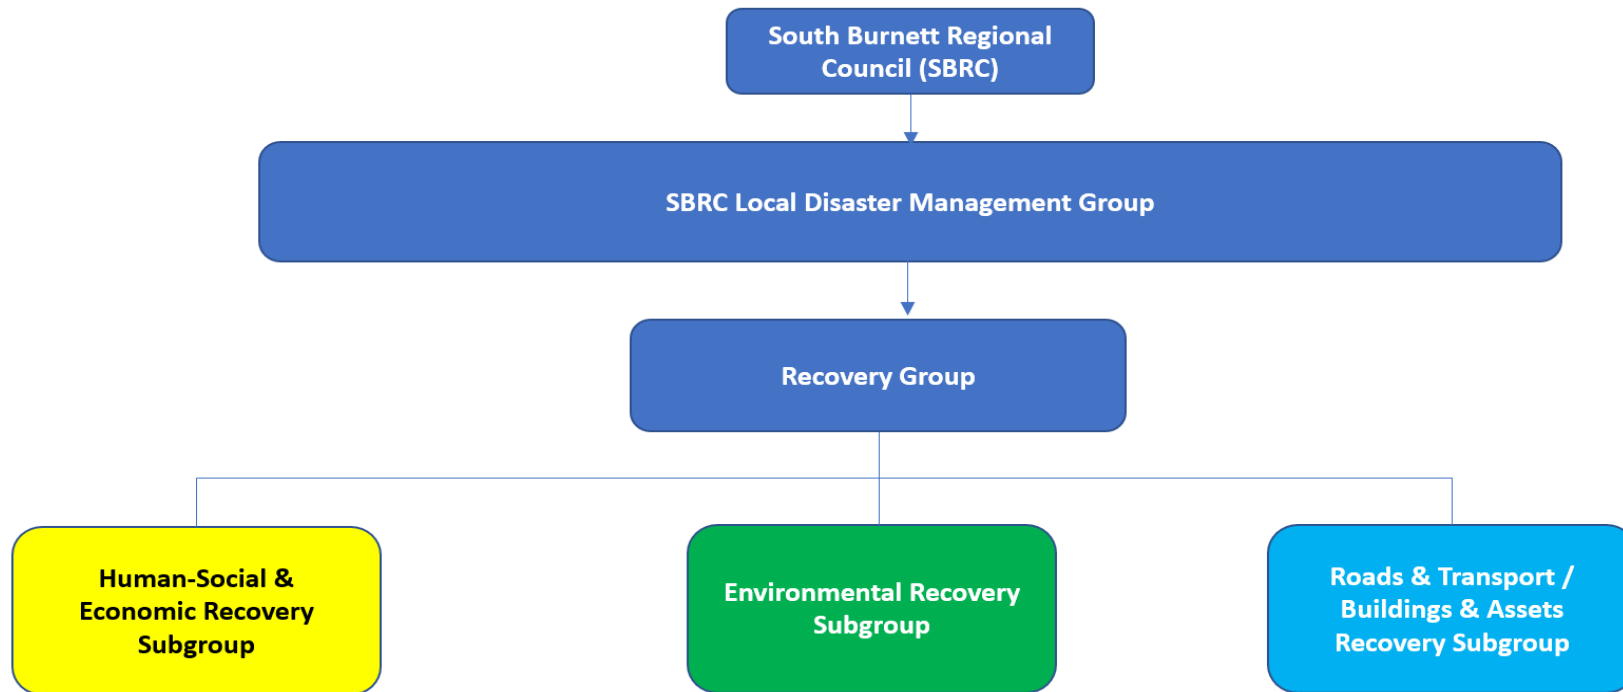 South Burnett Regional
Council (SBRC)
SBRC Local Disaster Management Group
Recovery Group
Human-Social &
Economic Recovery
Subgroup
Environmental Recovery
Subgroup
Roads & Transport /
Buildings & Assets
Recovery Subgroup